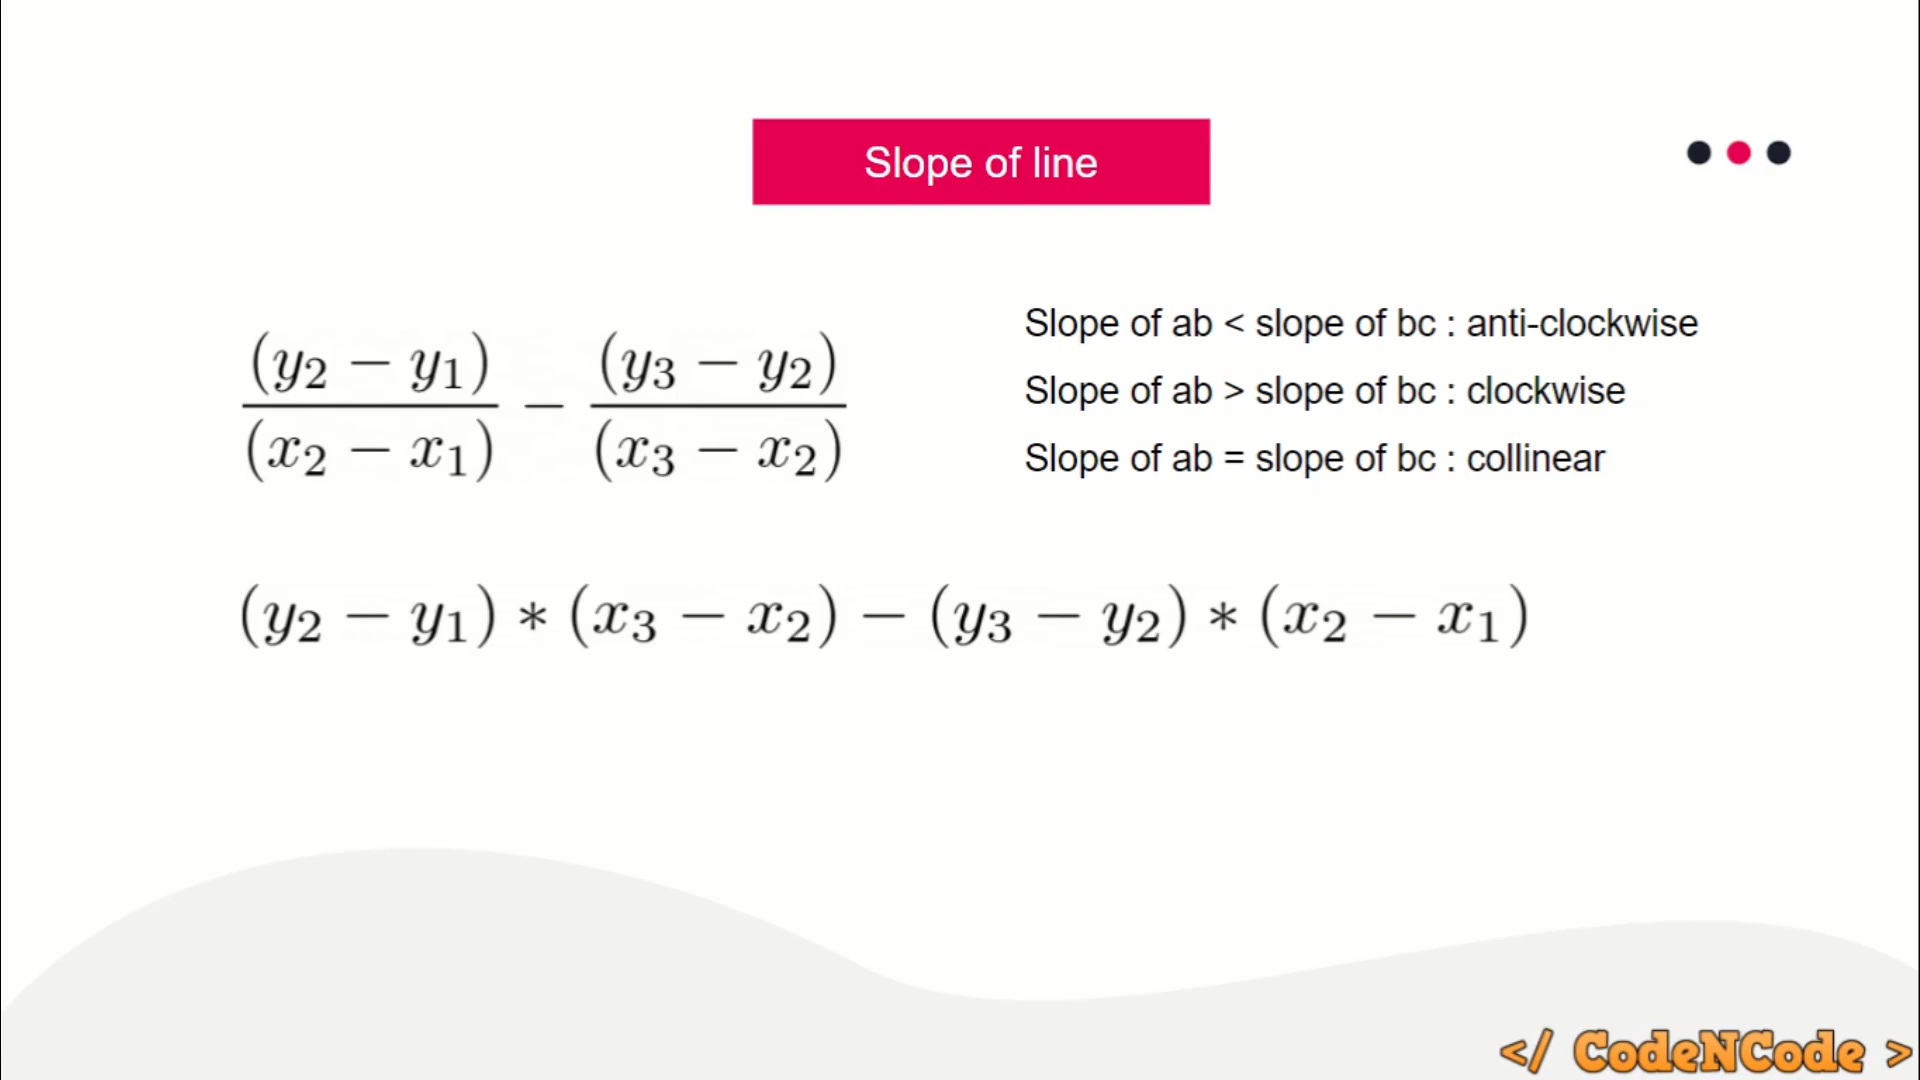 Slope of line
(y₂ − y₁) / (x₂ − x₁) − (y₃ − y₂) / (x₃ − x₂)
Slope of ab < slope of bc : anti-clockwise
Slope of ab > slope of bc : clockwise
Slope of ab = slope of bc : collinear
(y₂ − y₁) * (x₃ − x₂) − (y₃ − y₂) * (x₂ − x₁)
</ CodeNCode >